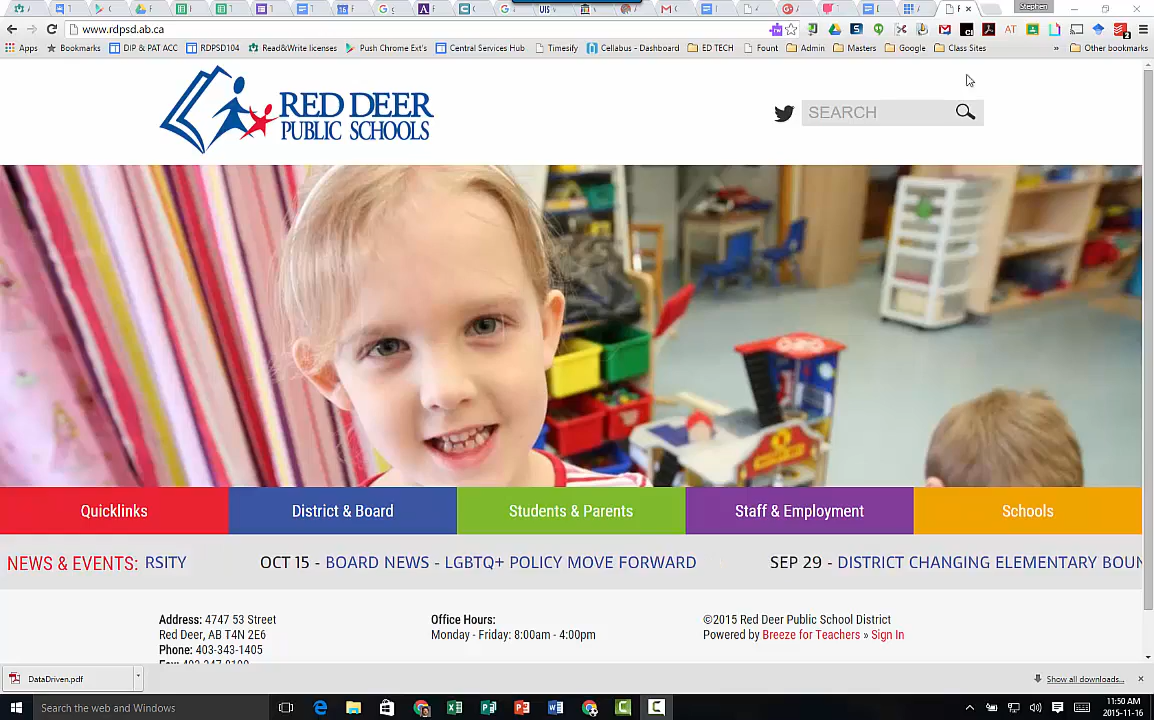 Stephen
www.rdpsd.ab.ca
Apps Bookmarks DIP & PAT ACC RDPSD104 Read&Write licenses Push Chrome Ext's Central Services Hub Timesify Cellabus - Dashboard ED TECH Fount Admin Masters Google Class Sites » Other bookmarks
RED DEER
PUBLIC SCHOOLS
SEARCH
Quicklinks District & Board Students & Parents Staff & Employment Schools
NEWS & EVENTS: RSITY OCT 15 - BOARD NEWS - LGBTQ+ POLICY MOVE FORWARD SEP 29 - DISTRICT CHANGING ELEMENTARY BOUN
Address: 4747 53 Street
Red Deer, AB T4N 2E6
Phone: 403-343-1405
Office Hours:
Monday - Friday: 8:00am - 4:00pm
©2015 Red Deer Public School District
Powered by Breeze for Teachers » Sign In
DataDriven.pdf
Show all downloads...
Search the web and Windows
11:50 AM
2015-11-16